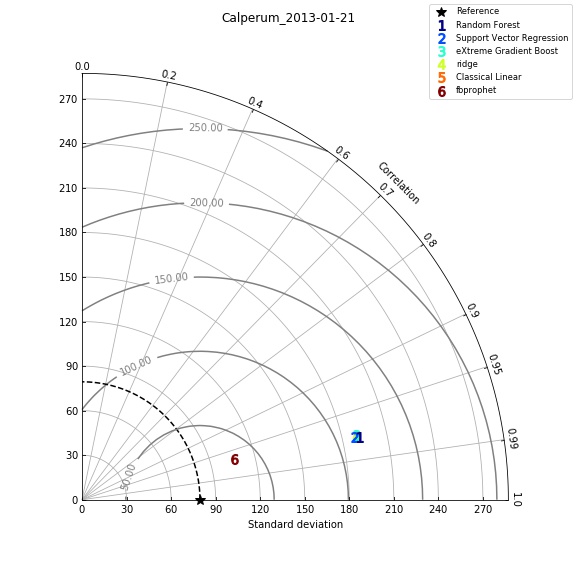 Calperum_2013-01-21
Reference
1 Random Forest
2 Support Vector Regression
3 eXtreme Gradient Boost
4 ridge
5 Classical Linear
6 fbprophet
0.0
0.2
0.4
0.6
Correlation
0.7
0.8
0.9
0.95
0.99
1.0
270
240
210
180
150
120
90
60
30
0
250.00
200.00
150.00
100.00
50.00
2 1
6
0 30 60 90 120 150 180 210 240 270
Standard deviation